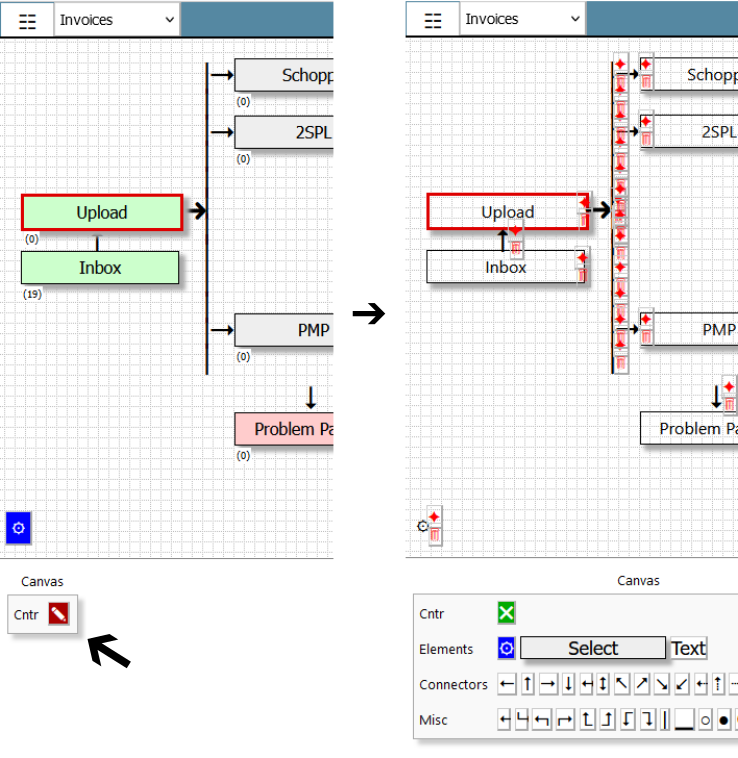 Invoices
Schopp
(0)
2SPL
(0)
Upload
(0)
Inbox
(19)
PMP
(0)
Problem Pa
(0)
Canvas
Cntr
Invoices
Schopp
2SPL
Upload
Inbox
PMP
Problem Pa
Canvas
Cntr
Elements Select Text
Connectors
Misc